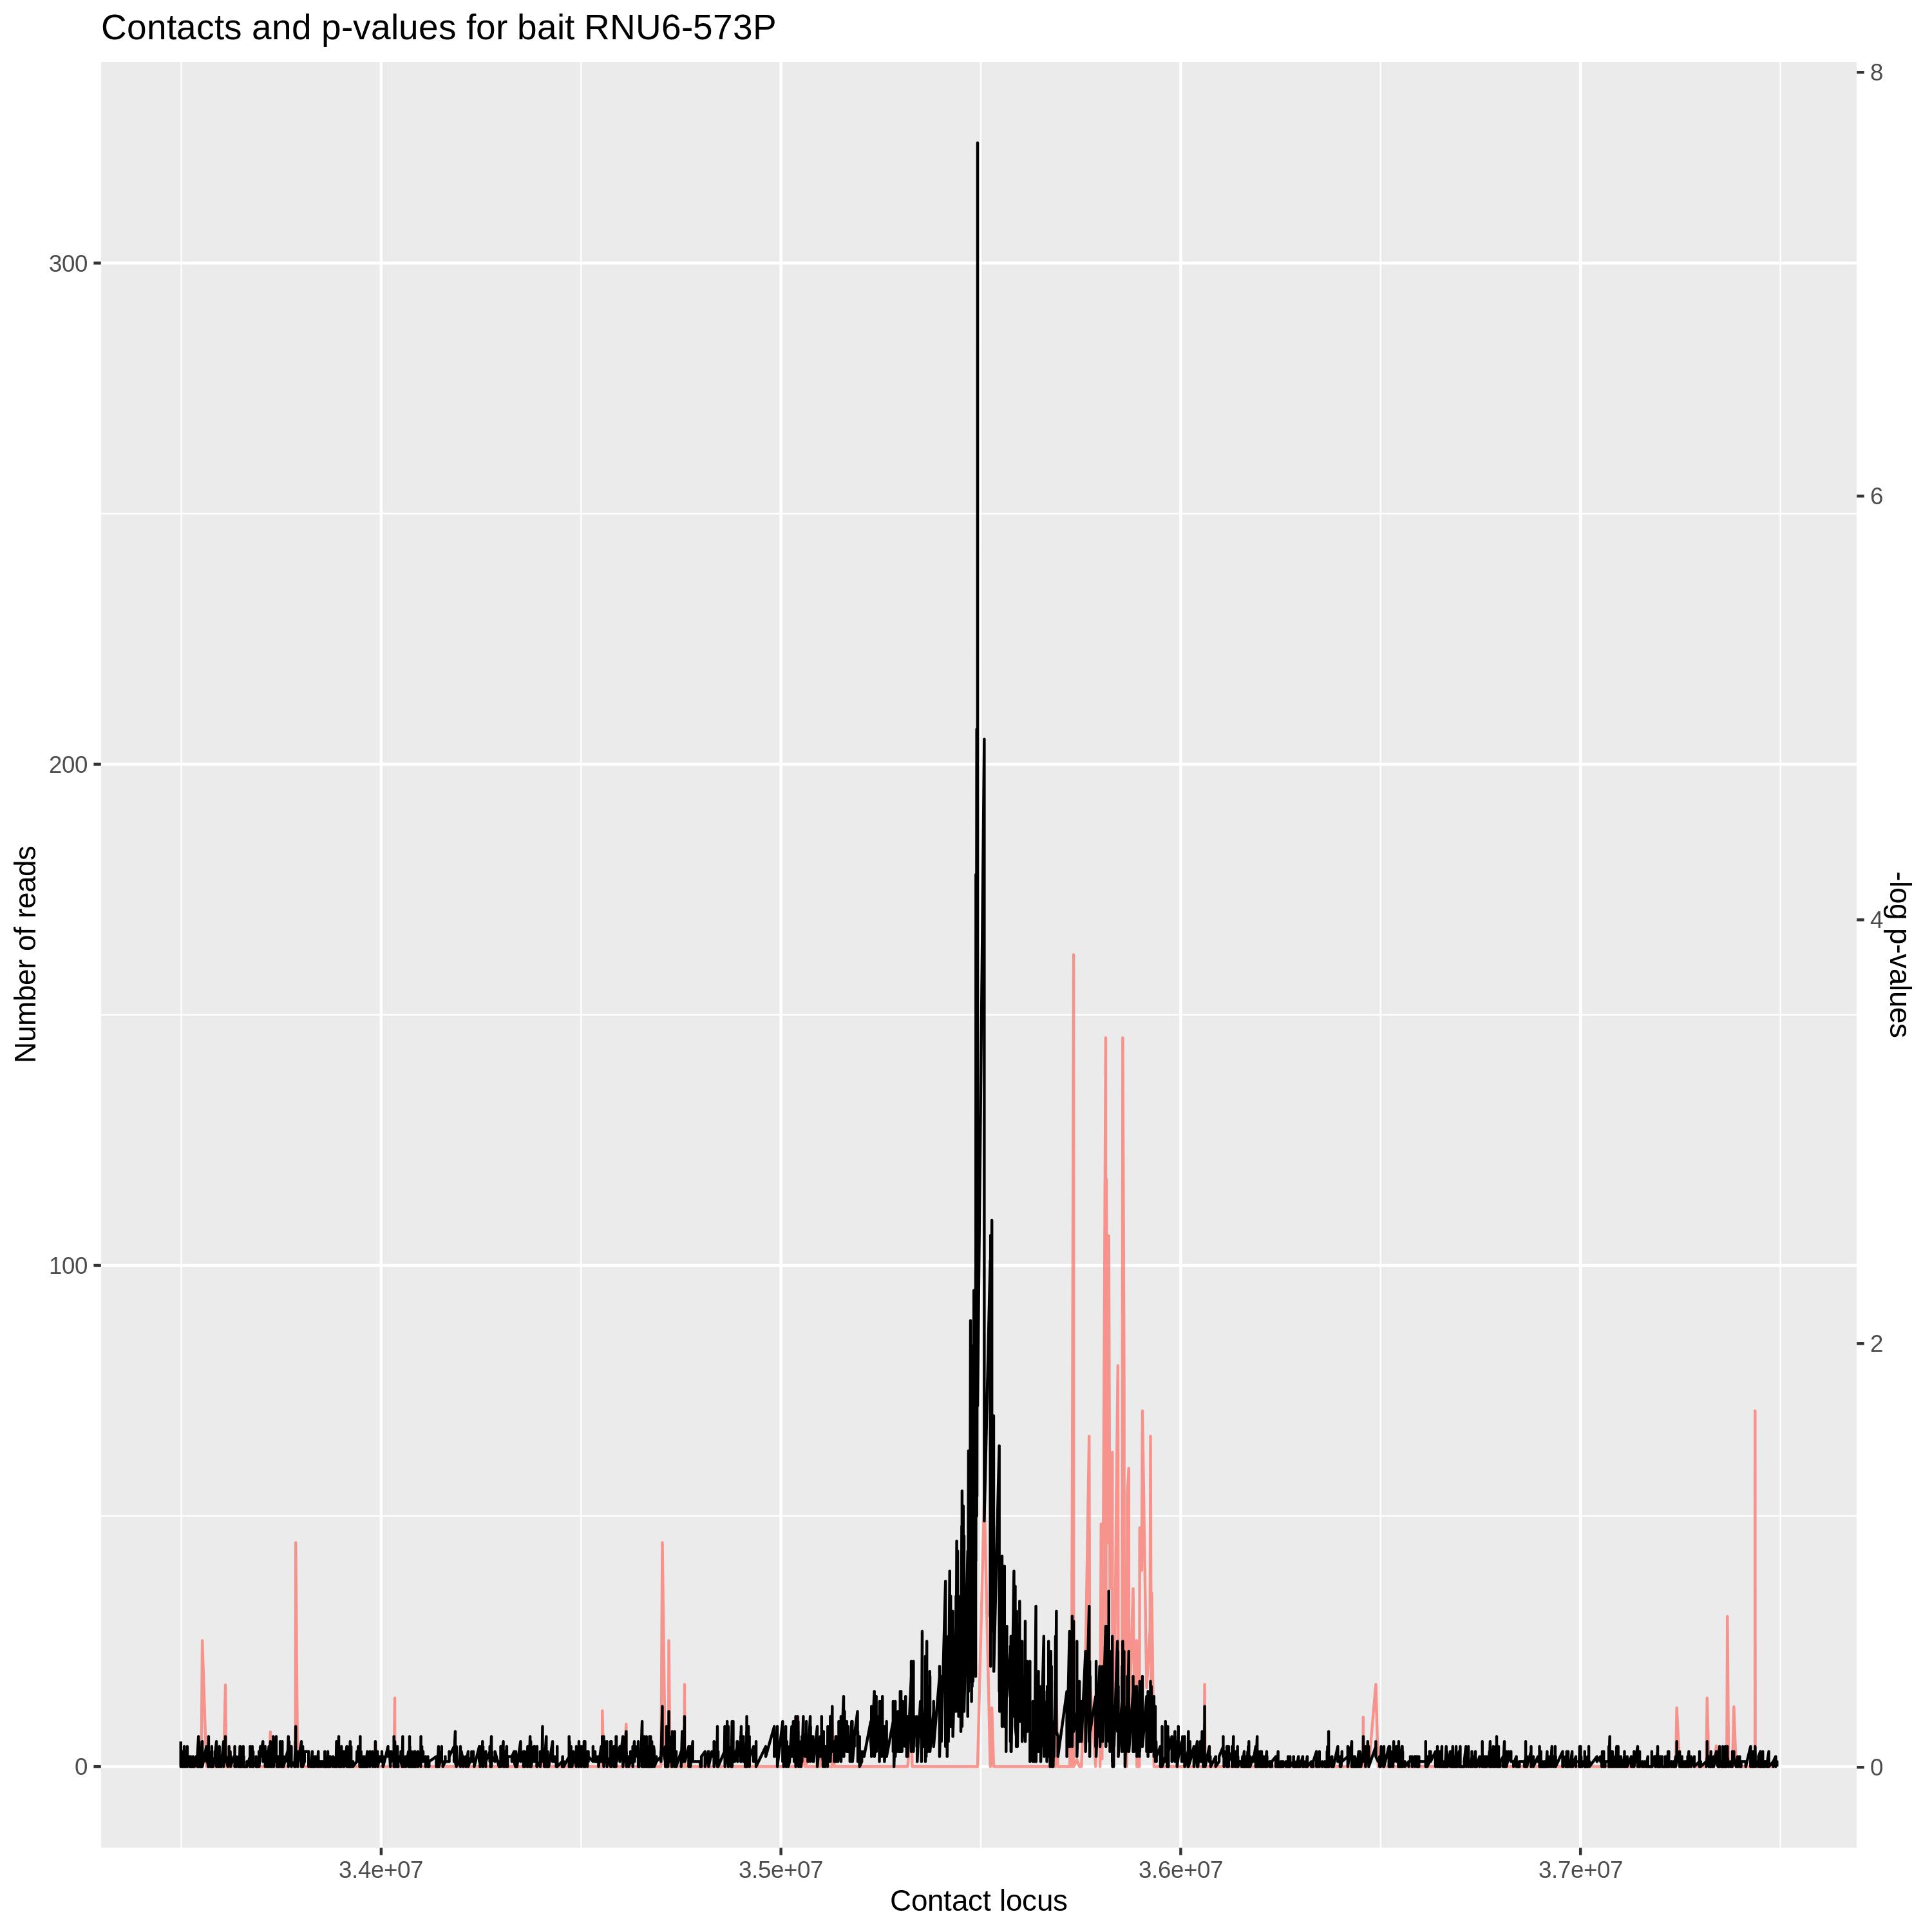 Contacts and p-values for bait RNU6-573P
Number of reads
300
200
100
0
8
6
4
2
0
-log p-values
3.4e+07
3.5e+07
3.6e+07
3.7e+07
Contact locus